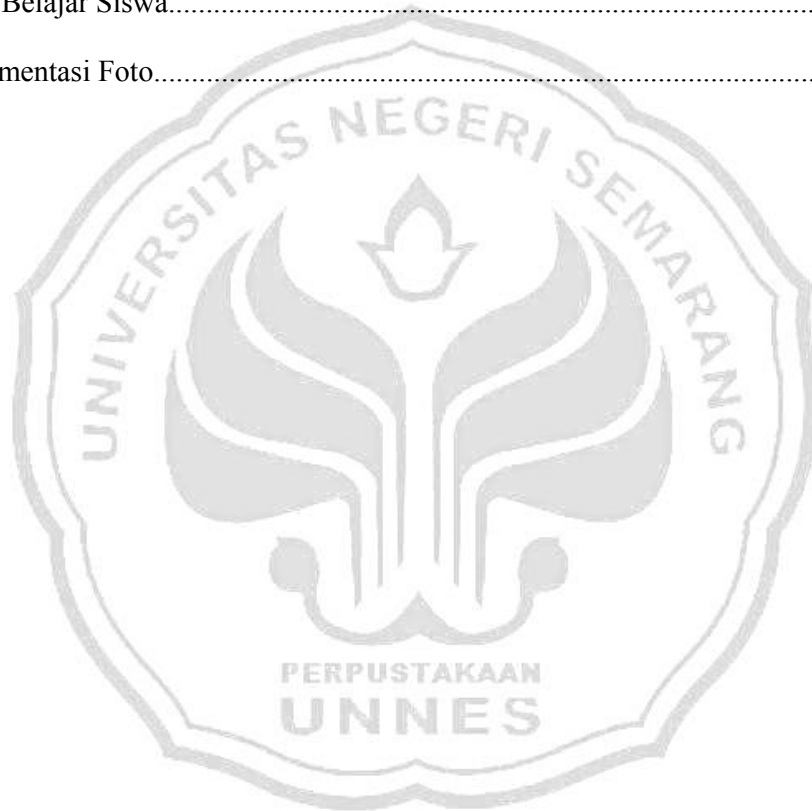 Belajar Siswa....................................................................................
mentasi Foto.......................................................................................
UNIVERSITAS NEGERI SEMARANG
PERPUSTAKAAN
UNNES